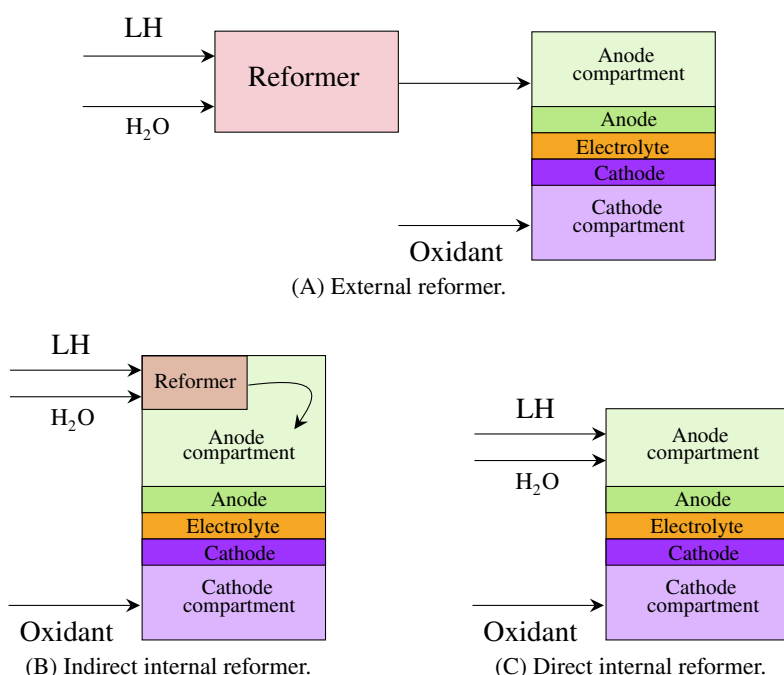 LH
Reformer
H₂O
Anode
compartment
Anode
Electrolyte
Cathode
Cathode
compartment
Oxidant
(A) External reformer.
LH
Reformer
H₂O
Anode
compartment
Anode
Electrolyte
Cathode
Cathode
compartment
Oxidant
(B) Indirect internal reformer.
LH
H₂O
Anode
compartment
Anode
Electrolyte
Cathode
Cathode
compartment
Oxidant
(C) Direct internal reformer.